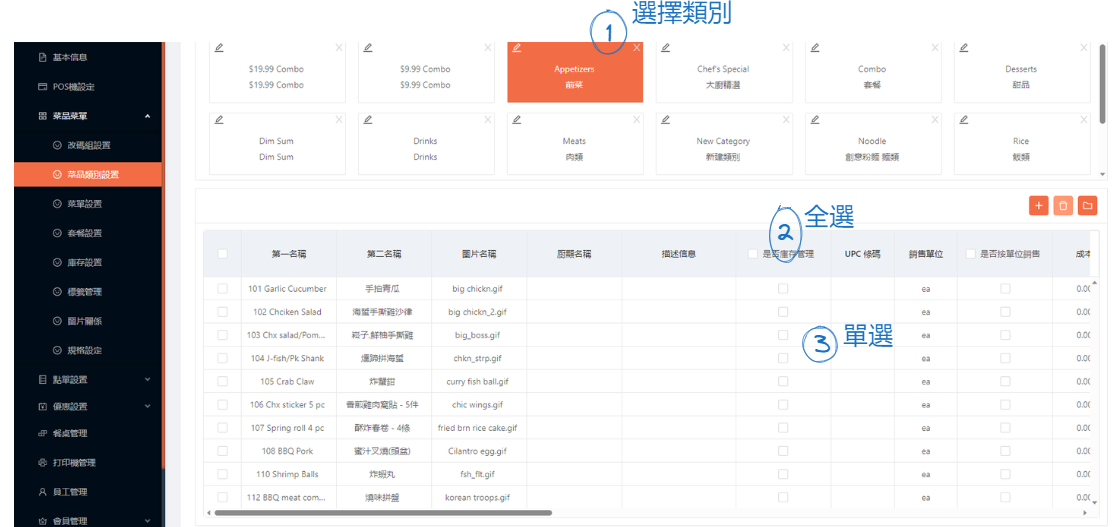 選擇類別
1
基本信息
POS機設定
菜品菜單
改碼組設置
菜品類別設置
菜單設置
套餐設置
庫存設置
標籤管理
圖片關係
規格設定
點單設置
優惠設置
餐桌管理
打印機管理
員工管理
會員管理
$19.99 Combo
$19.99 Combo
$9.99 Combo
$9.99 Combo
Appetizers
前菜
Chef's Special
大廚精選
Combo
套餐
Desserts
甜品
Dim Sum
Dim Sum
Drinks
Drinks
Meats
肉類
New Category
新建類別
Noodle
創意粉麵 麵類
Rice
飯類
2 全選
第一名稱 第二名稱 圖片名稱 廚顯名稱 描述信息 是否庫存管理 UPC 條碼 銷售單位 是否按單位銷售 成本
3 單選
101 Garlic Cucumber 手拍青瓜 big chickn.gif ea 0.00
102 Chciken Salad 海蜇手撕雞沙律 big chickn_2.gif ea 0.00
103 Chx salad/Pom... 鮮柚手撕雞 big_boss.gif ea 0.00
104 J-fish/Pk Shank 燻蹄拼海蜇 chkn_strp.gif ea 0.00
105 Crab Claw 炸蟹鉗 curry fish ball.gif ea 0.00
106 Chx sticker 5 pc 香煎雞肉窩貼 - 5件 chic wings.gif ea 0.00
107 Spring roll 4 pc 酥炸春卷 - 4條 fried brn rice cake.gif ea 0.00
108 BBQ Pork 蜜汁叉燒(頭盆) Cilantro egg.gif ea 0.00
110 Shrimp Balls 炸蝦丸 fsh_flt.gif ea 0.00
112 BBQ meat com... 燒味拼盤 korean troops.gif ea 0.00